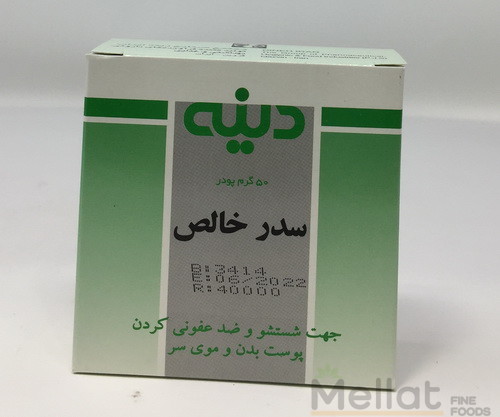 دینه
۵۰ گرم پودر
سدر خالص
B:3414
E:06/2022
R:40000
جهت شستشو و ضد عفونی کردن
پوست بدن و موی سر
Mellat FINE
FOODS